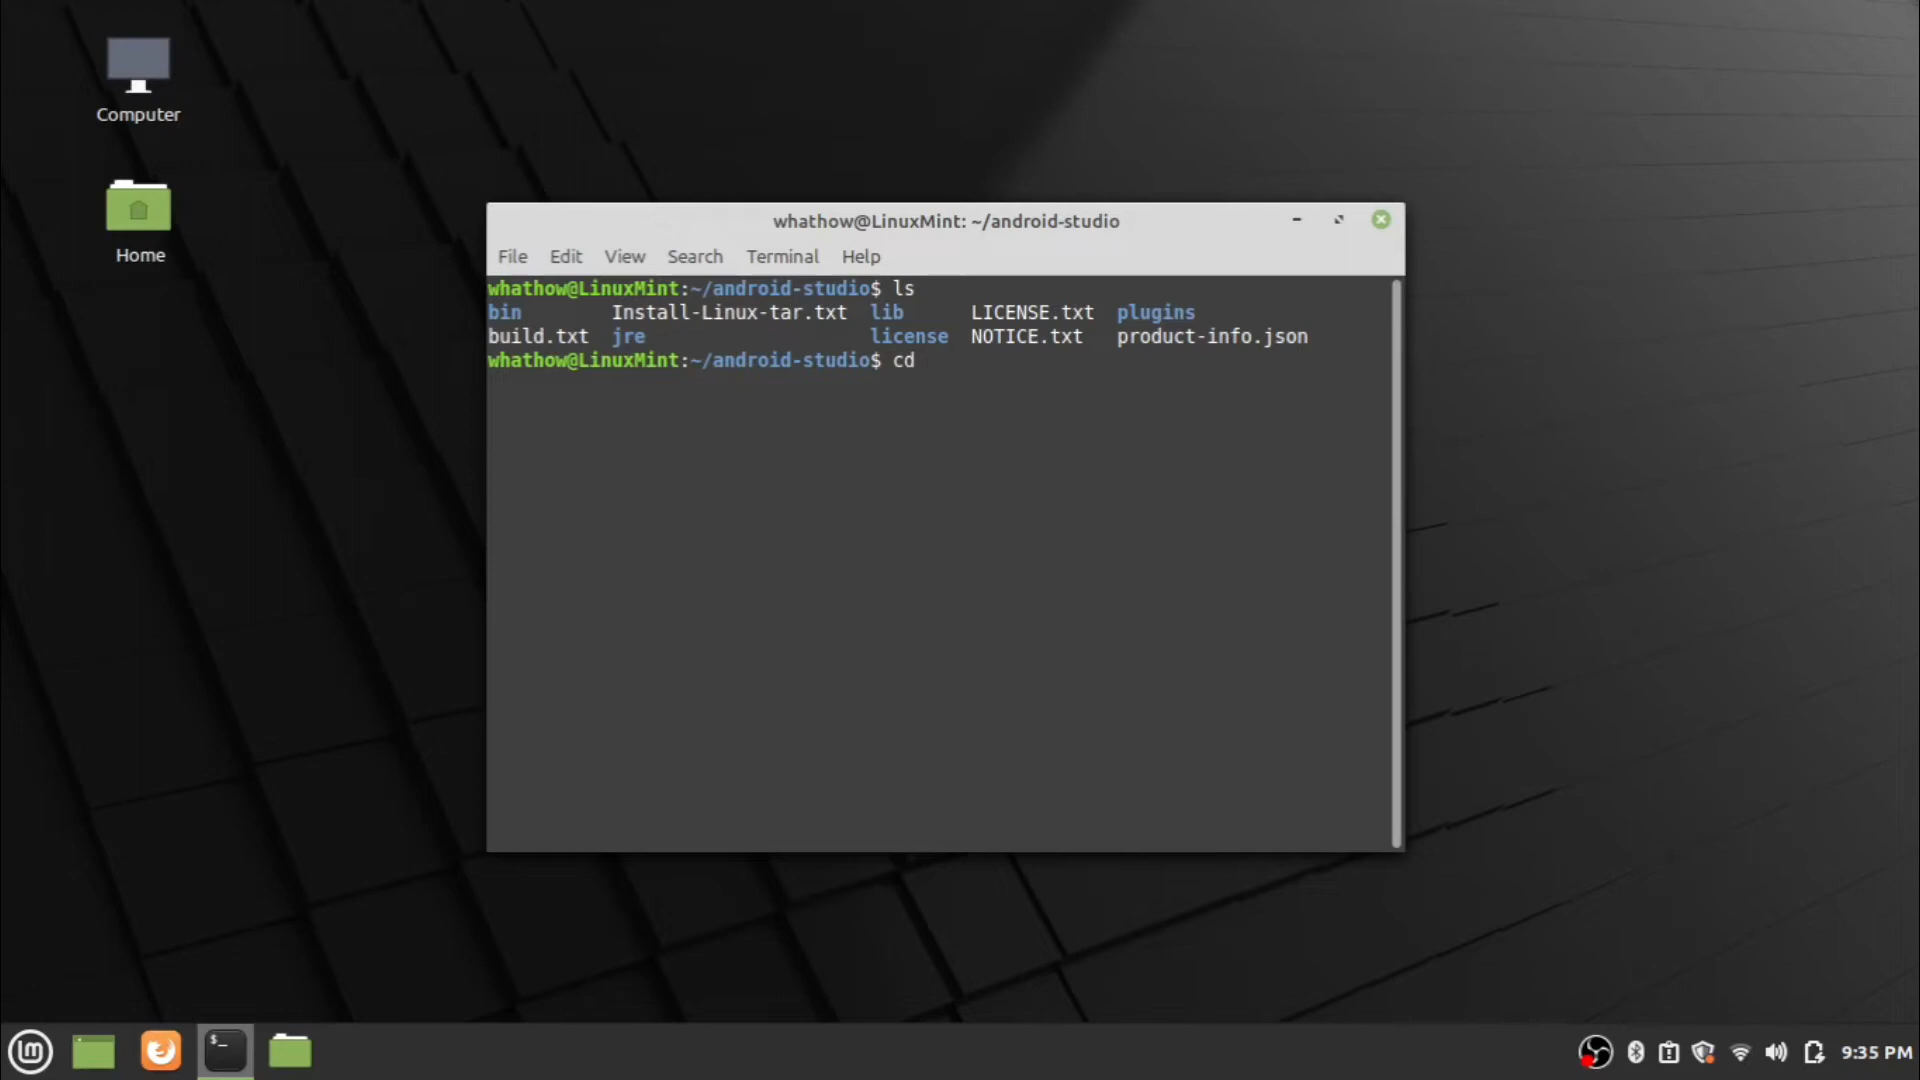 Computer
Home
whathow@LinuxMint: ~/android-studio
File Edit View Search Terminal Help
whathow@LinuxMint:~/android-studio$ ls
bin Install-Linux-tar.txt lib LICENSE.txt plugins
build.txt jre license NOTICE.txt product-info.json
whathow@LinuxMint:~/android-studio$ cd
$_
9:35 PM